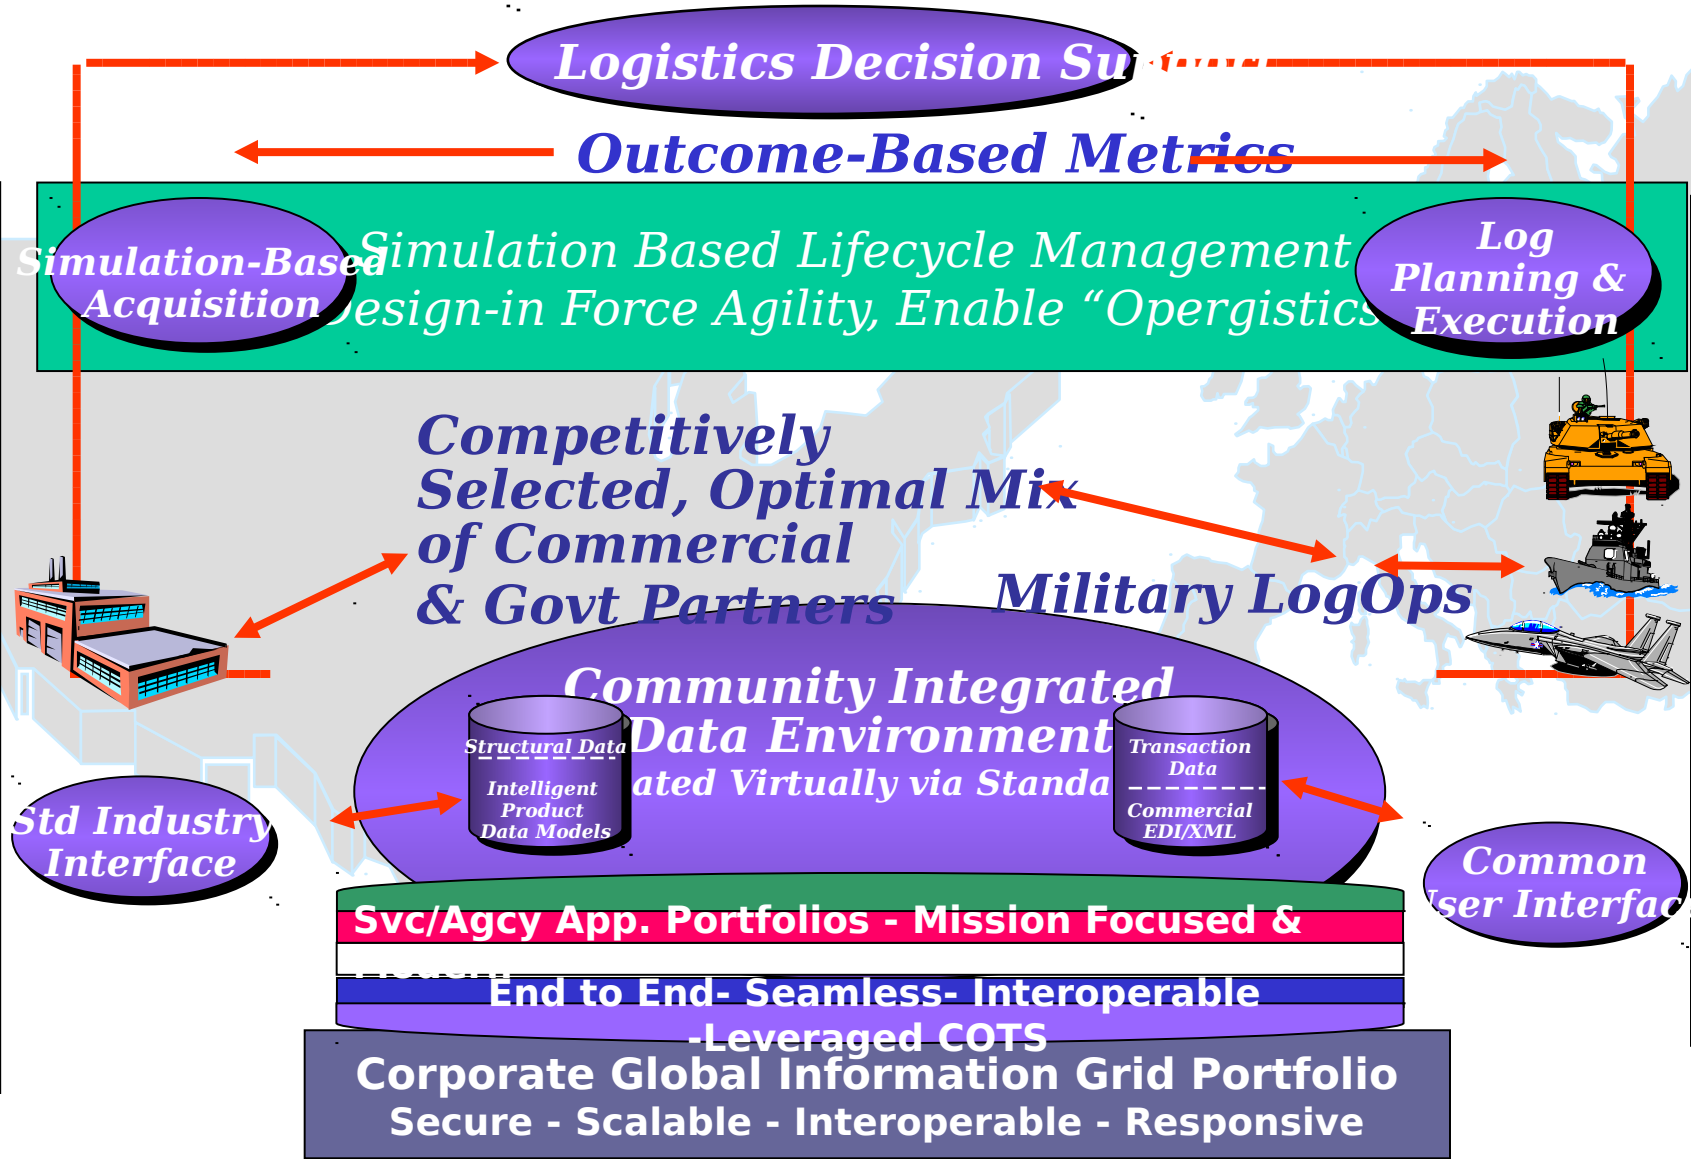 Logistics Decision Support
Outcome-Based Metrics
Simulation-Based
Acquisition
Simulation Based Lifecycle Management
Design-in Force Agility, Enable “Opergistics
Log
Planning &
Execution
Competitively
Selected, Optimal Mix
of Commercial
& Govt Partners
Military LogOps
Community Integrated
Data Environment
ated Virtually via Standa
Structural Data
Intelligent
Product
Data Models
Transaction
Data
Commercial
EDI/XML
Std Industry
Interface
Common
User Interface
Svc/Agcy App. Portfolios - Mission Focused &
Modern
End to End- Seamless- Interoperable
-Leveraged COTS
Corporate Global Information Grid Portfolio
Secure - Scalable - Interoperable - Responsive